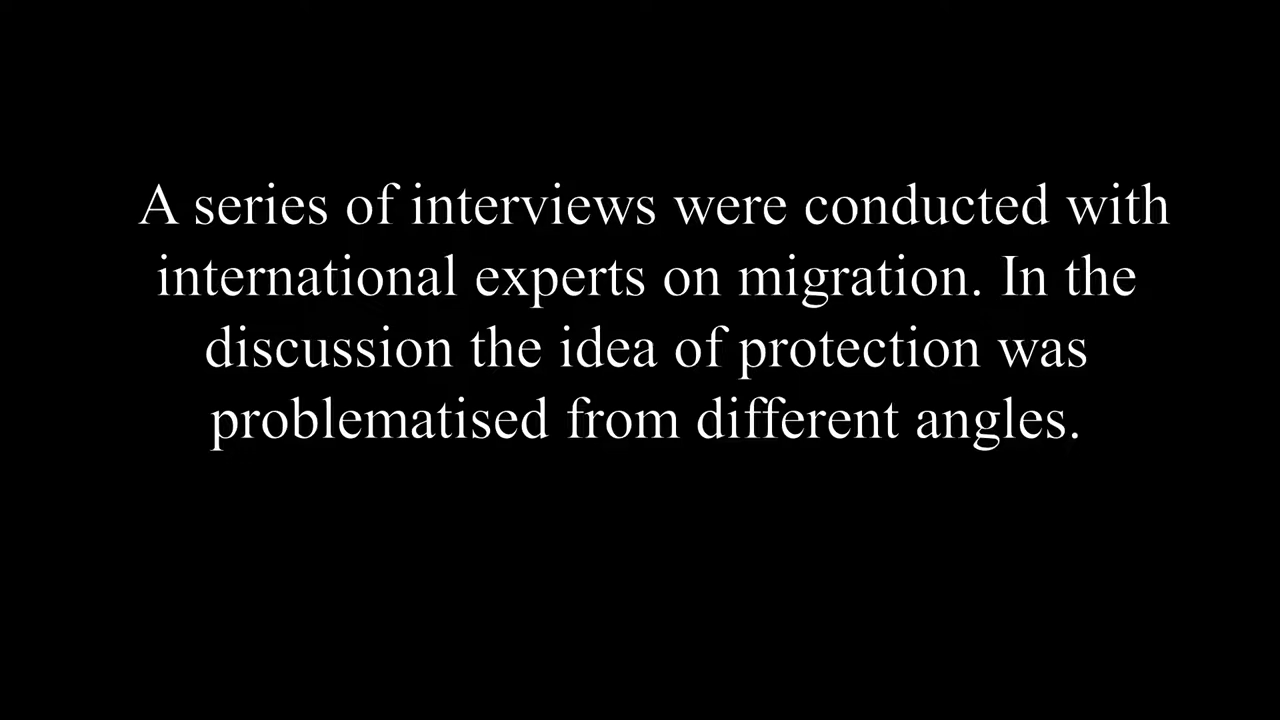 A series of interviews were conducted with
international experts on migration. In the
discussion the idea of protection was
problematised from different angles.